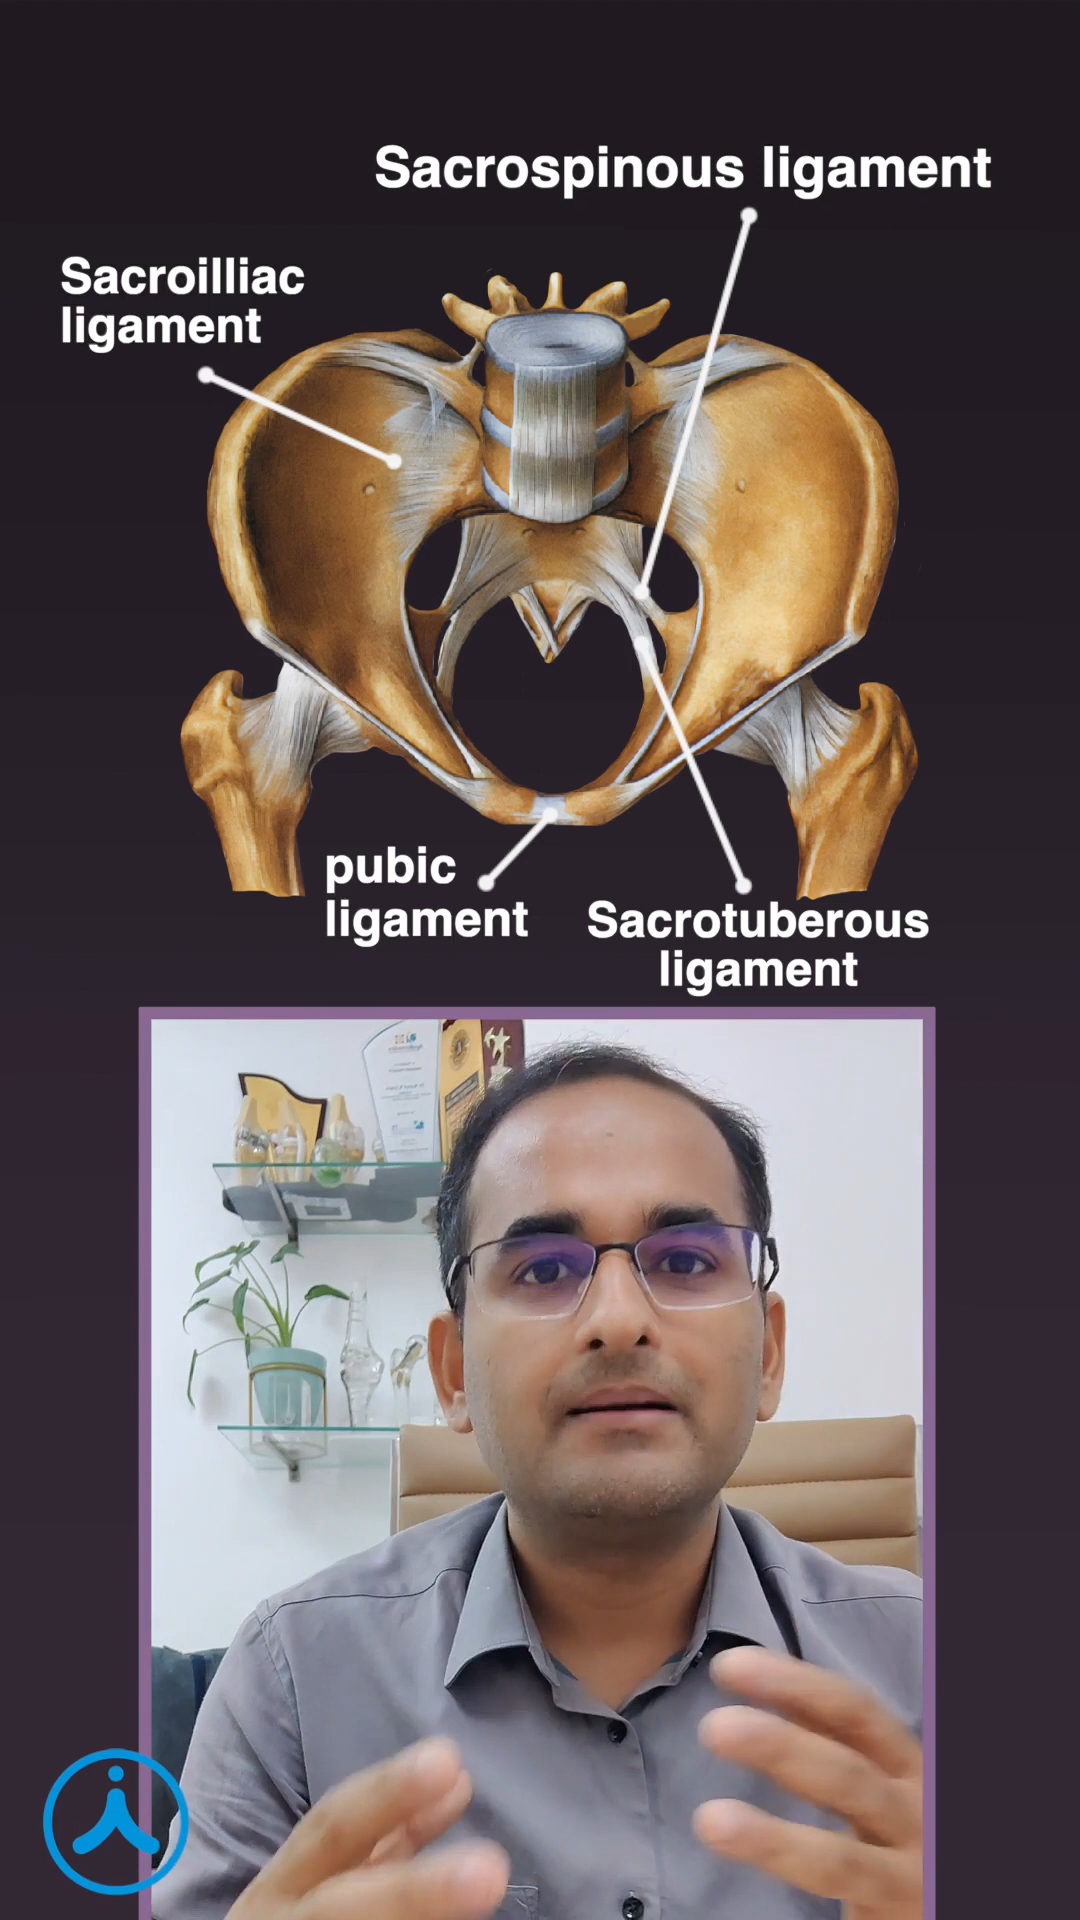 Sacrospinous ligament
Sacroilliac
ligament
pubic
ligament
Sacrotuberous
ligament